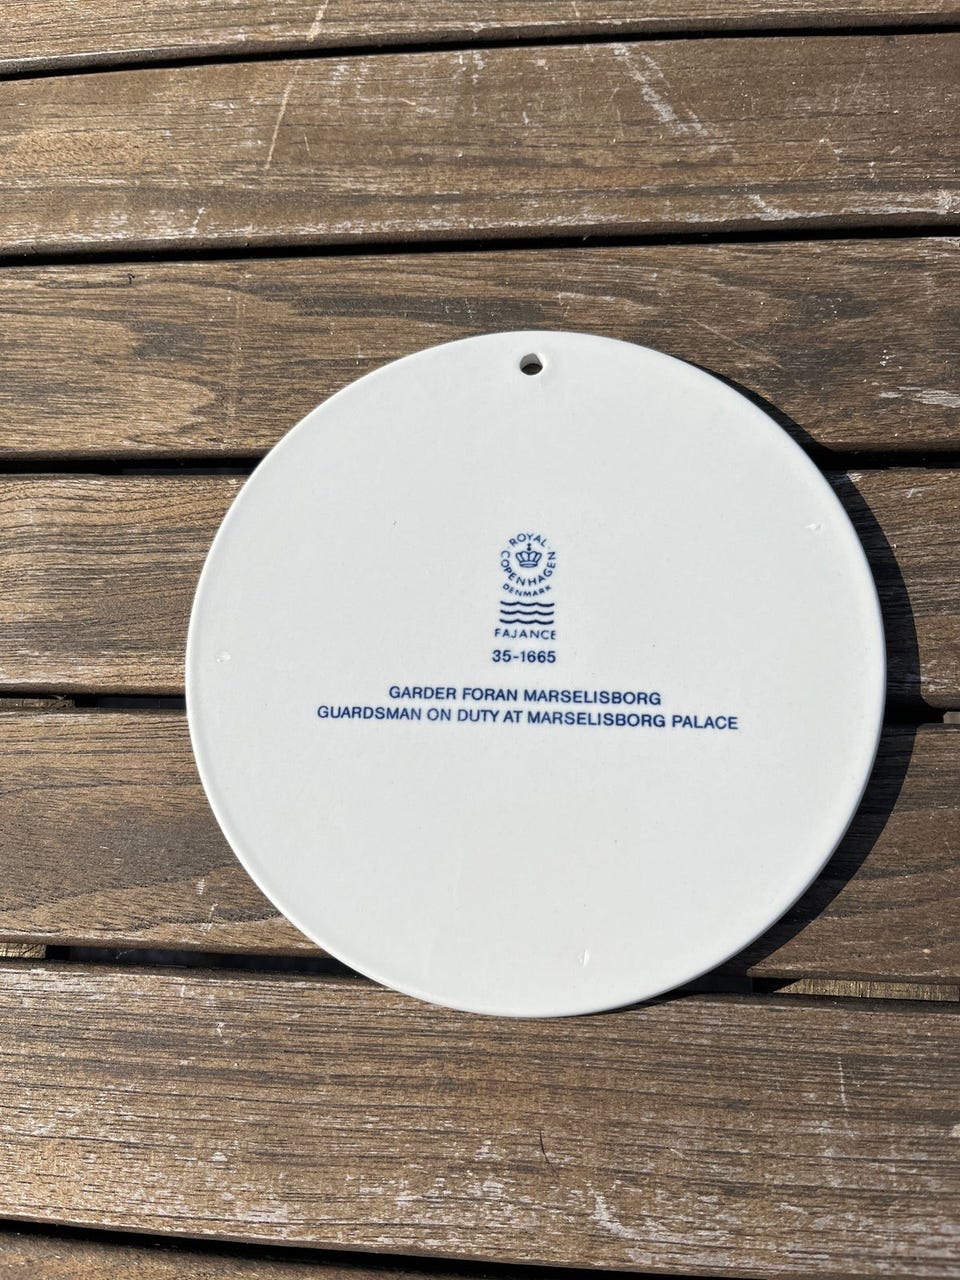 ROYAL
COPENHAGEN
DENMARK
FAJANCE
35-1665
GARDER FORAN MARSELISBORG
GUARDSMAN ON DUTY AT MARSELISBORG PALACE